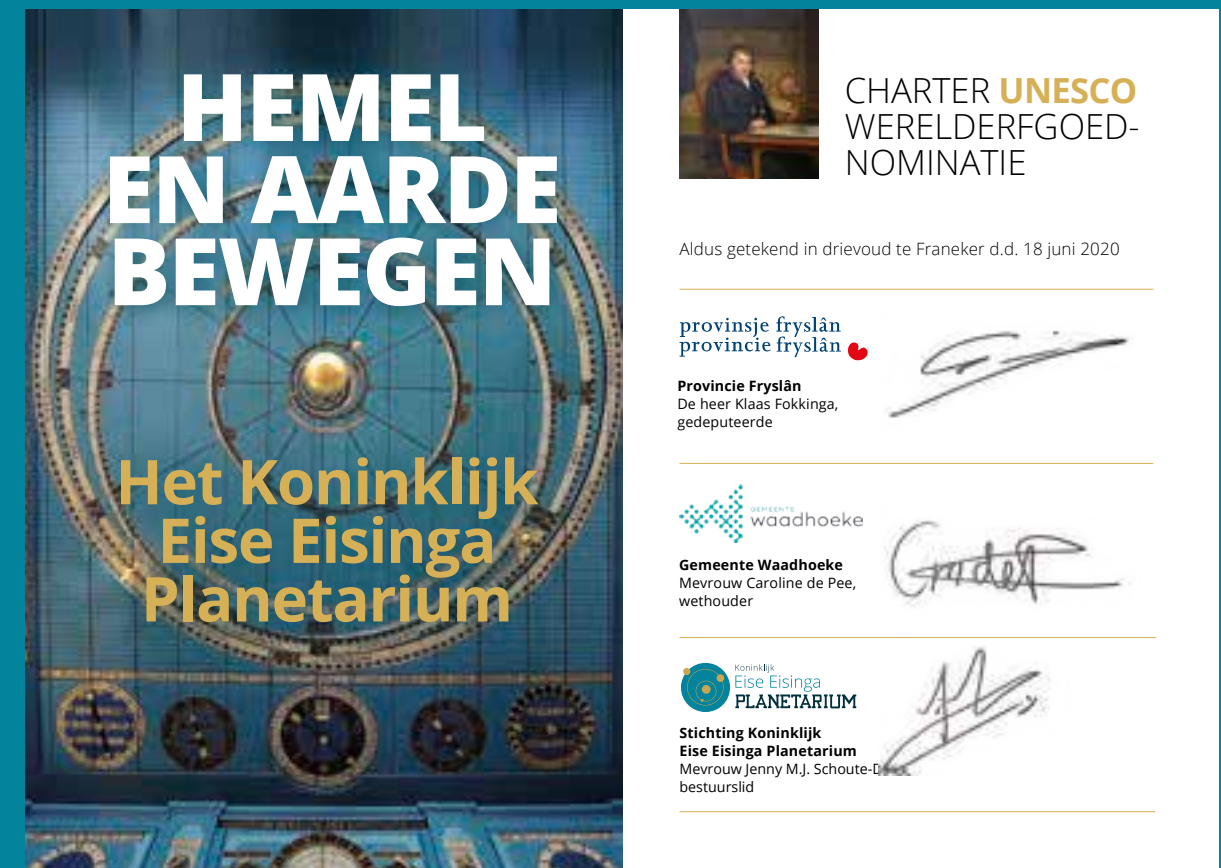 HEMEL
EN AARDE
BEWEGEN
Het Koninklijk
Eise Eisinga
Planetarium
CHARTER UNESCO
WERELDERFGOED-
NOMINATIE
Aldus getekend in drievoud te Franeker d.d. 18 juni 2020
provinsje fryslân
provincie fryslân
Provincie Fryslân
De heer Klaas Fokkinga,
gedeputeerde
GEMEENTE
waadhoeke
Gemeente Waadhoeke
Mevrouw Caroline de Pee,
wethouder
Koninklijk
Eise Eisinga
PLANETARIUM
Stichting Koninklijk
Eise Eisinga Planetarium
Mevrouw Jenny M.J.
bestuurslid